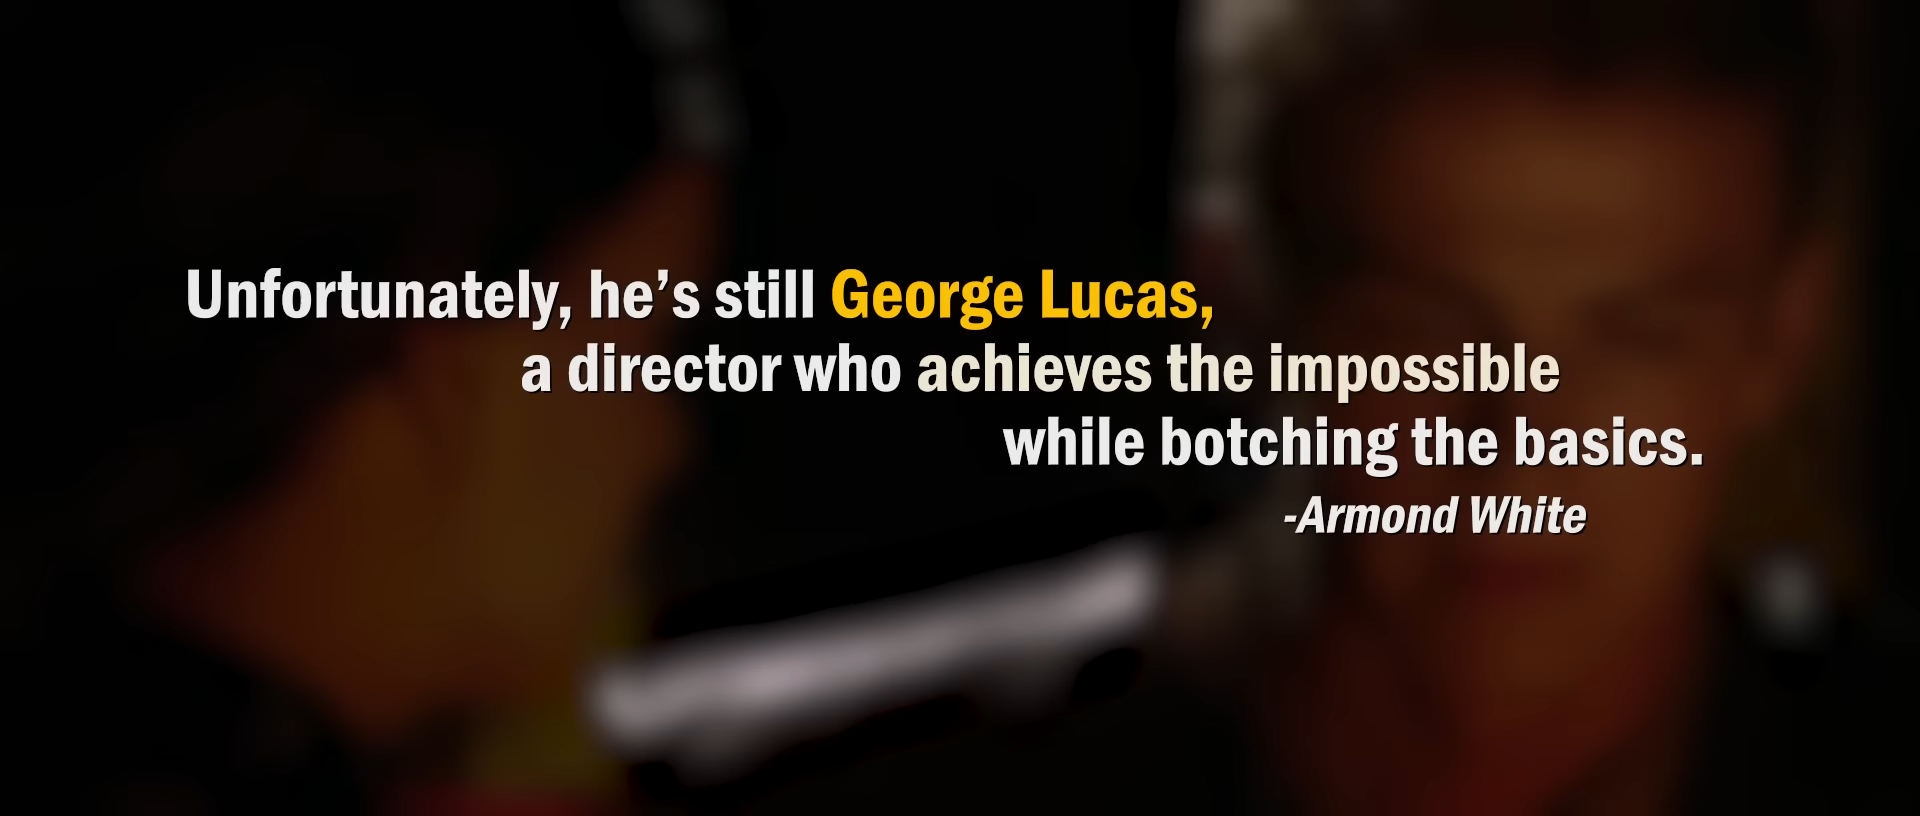 Unfortunately, he’s still George Lucas,
a director who achieves the impossible
while botching the basics.
-Armond White